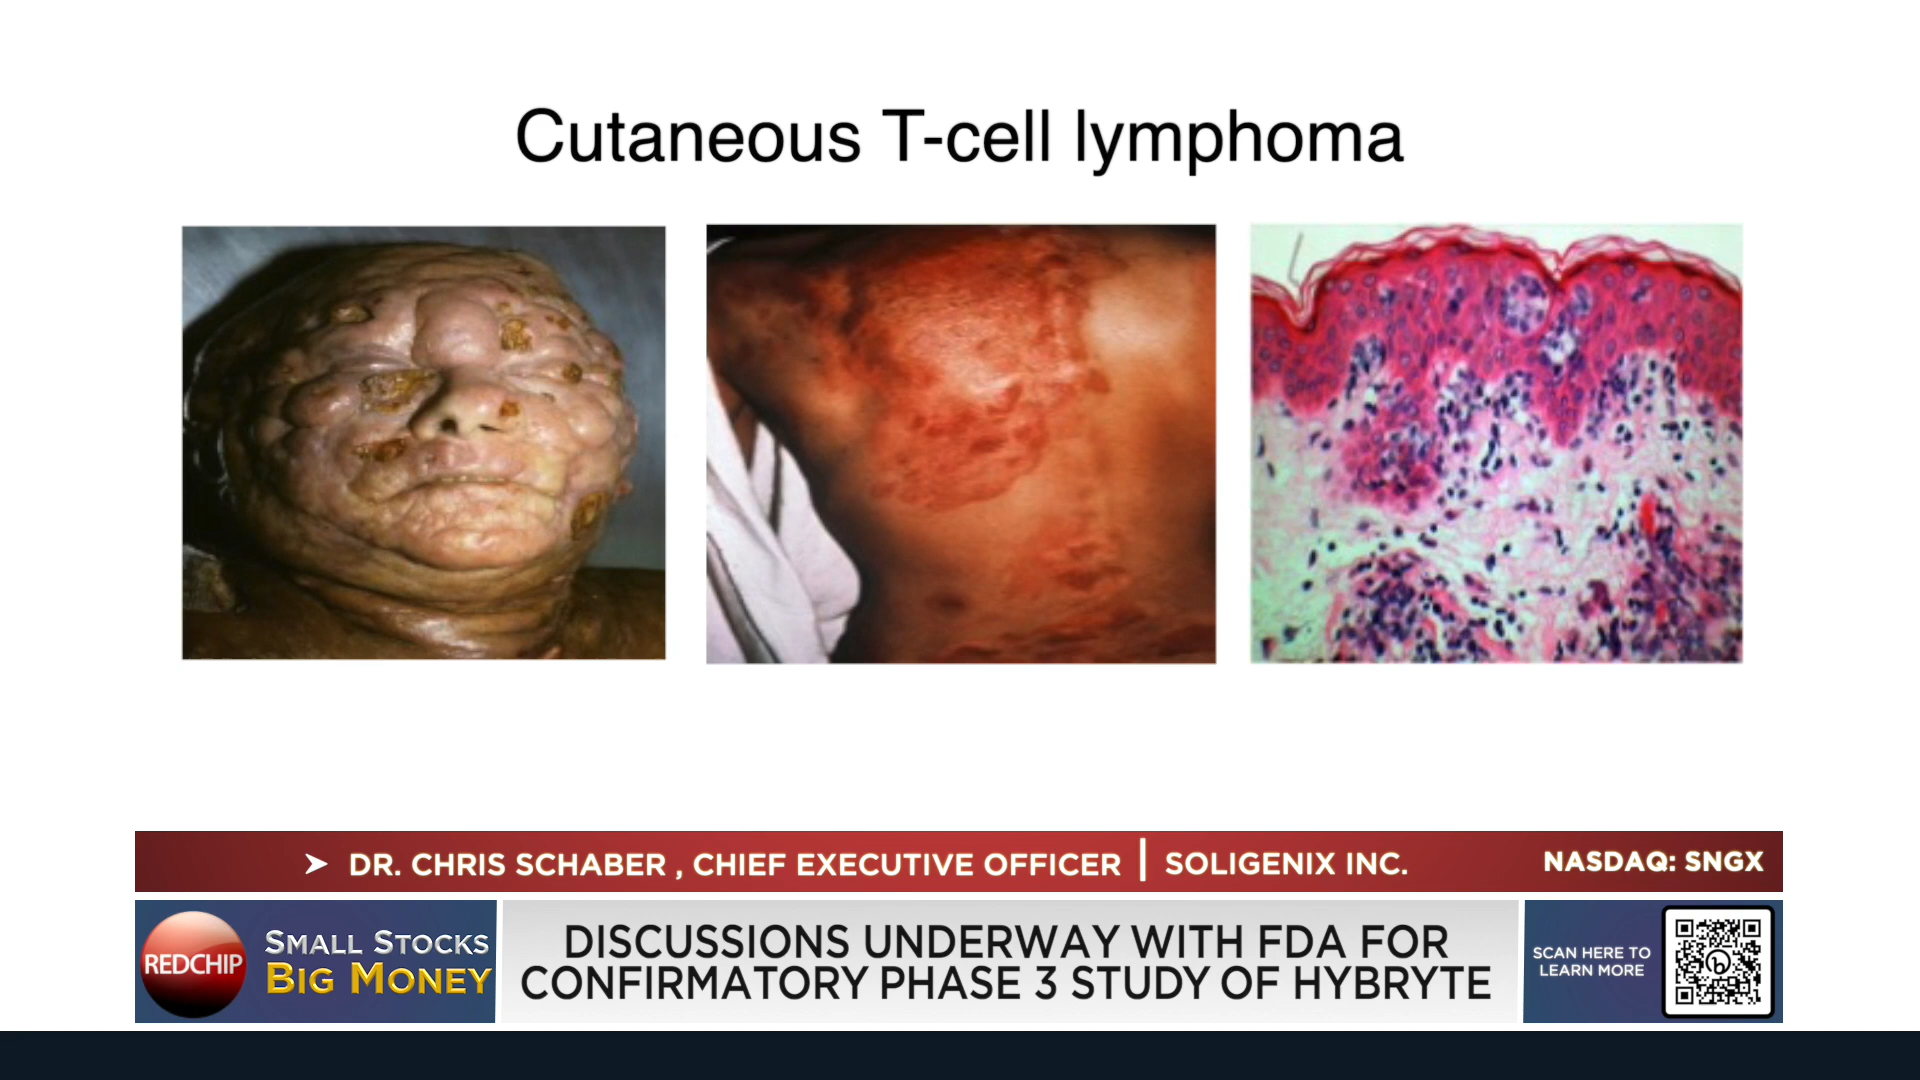 Cutaneous T-cell lymphoma
➤ DR. CHRIS SCHABER , CHIEF EXECUTIVE OFFICER | SOLIGENIX INC.
NASDAQ: SNGX
REDCHIP
SMALL STOCKS
BIG MONEY
DISCUSSIONS UNDERWAY WITH FDA FOR
CONFIRMATORY PHASE 3 STUDY OF HYBRYTE
SCAN HERE TO
LEARN MORE